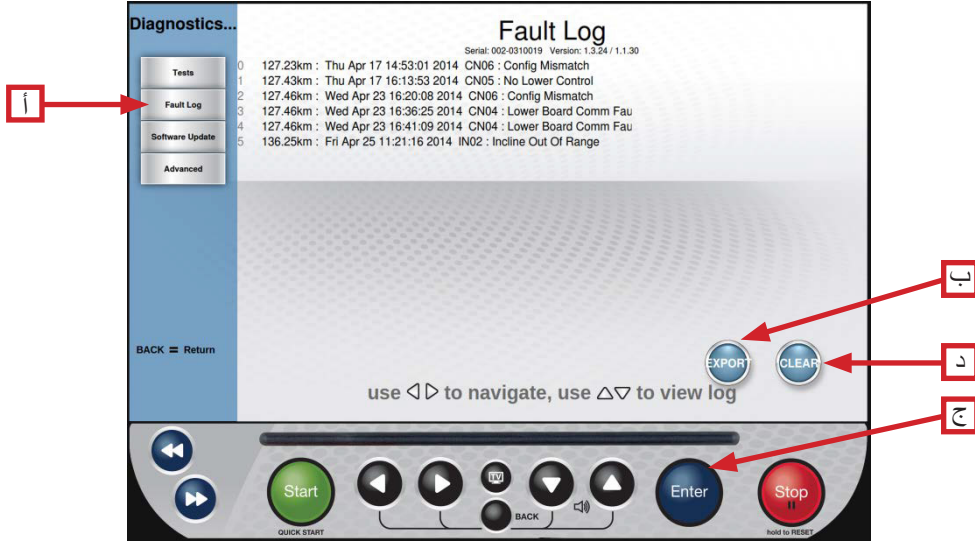 Diagnostics...
Fault Log
Serial: 002-0310019 Version: 1.3.24 / 1.1.30
Tests
Fault Log
Software Update
Advanced
0 127.23km : Thu Apr 17 14:53:01 2014 CN06 : Config Mismatch
1 127.43km : Thu Apr 17 16:13:53 2014 CN05 : No Lower Control
2 127.46km : Wed Apr 23 16:20:08 2014 CN06 : Config Mismatch
3 127.46km : Wed Apr 23 16:36:25 2014 CN04 : Lower Board Comm Fau
4 127.46km : Wed Apr 23 16:41:09 2014 CN04 : Lower Board Comm Fau
5 136.25km : Fri Apr 25 11:21:16 2014 IN02 : Incline Out Of Range
أ
ب
BACK = Return
EXPORT
CLEAR
د
use ◁ ▷ to navigate, use △▽ to view log
ج
Start
QUICK START
TV
BACK
Enter
Stop
hold to RESET